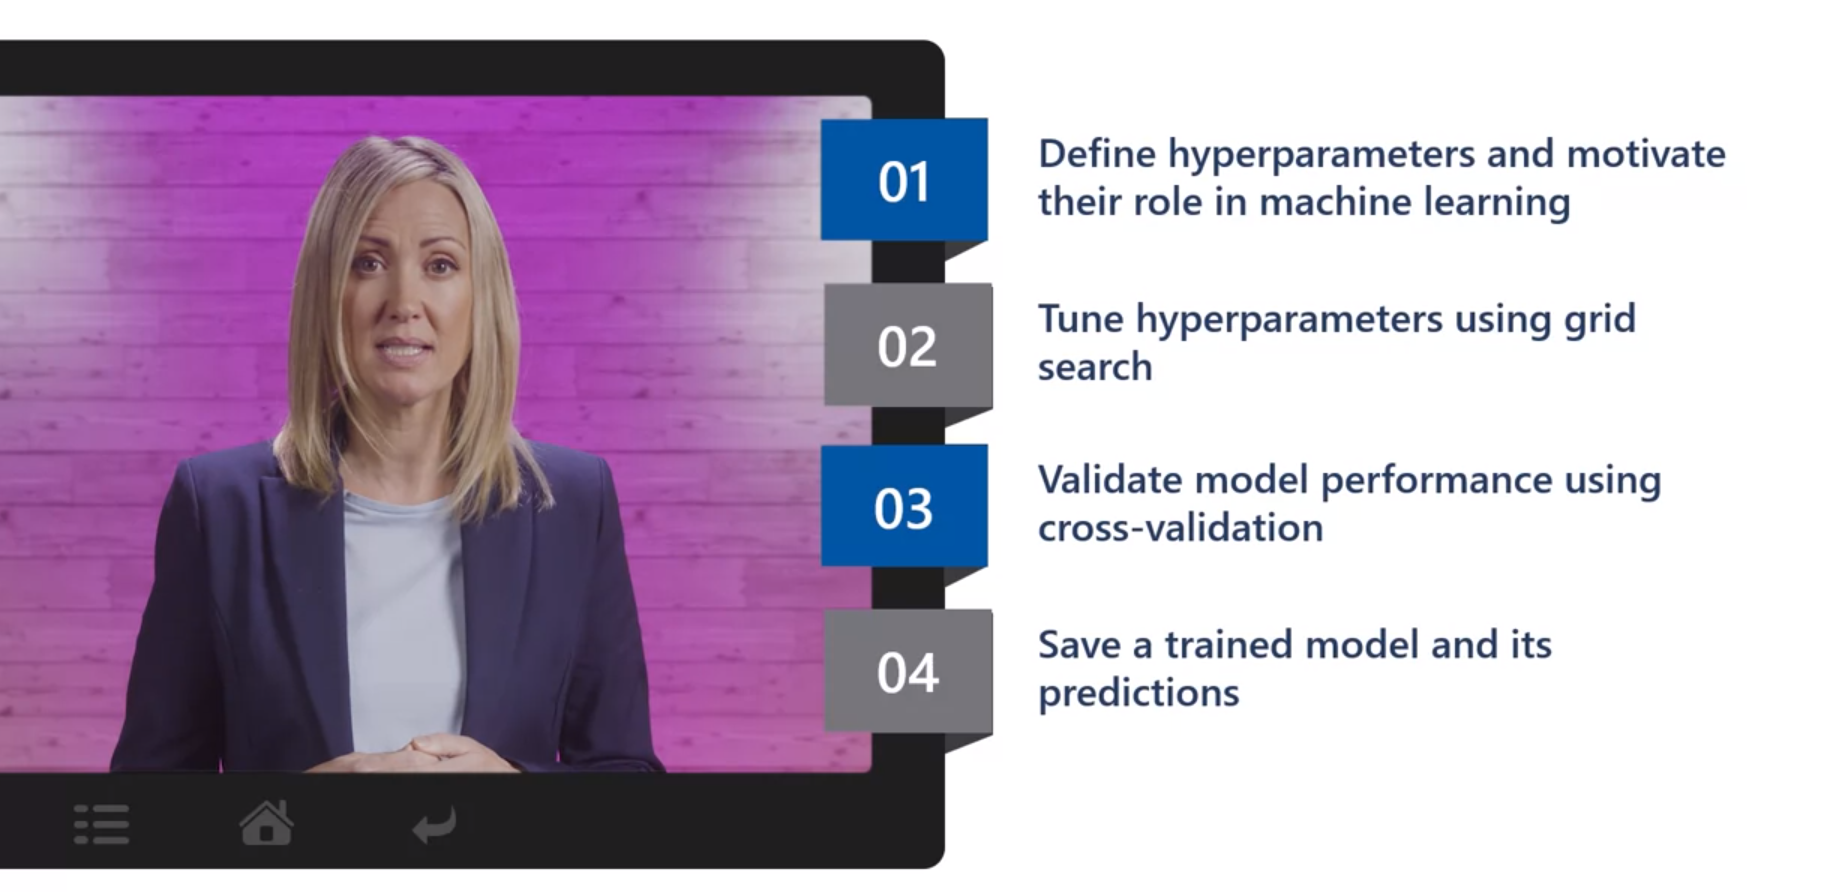 01
Define hyperparameters and motivate
their role in machine learning
02
Tune hyperparameters using grid
search
03
Validate model performance using
cross-validation
04
Save a trained model and its
predictions